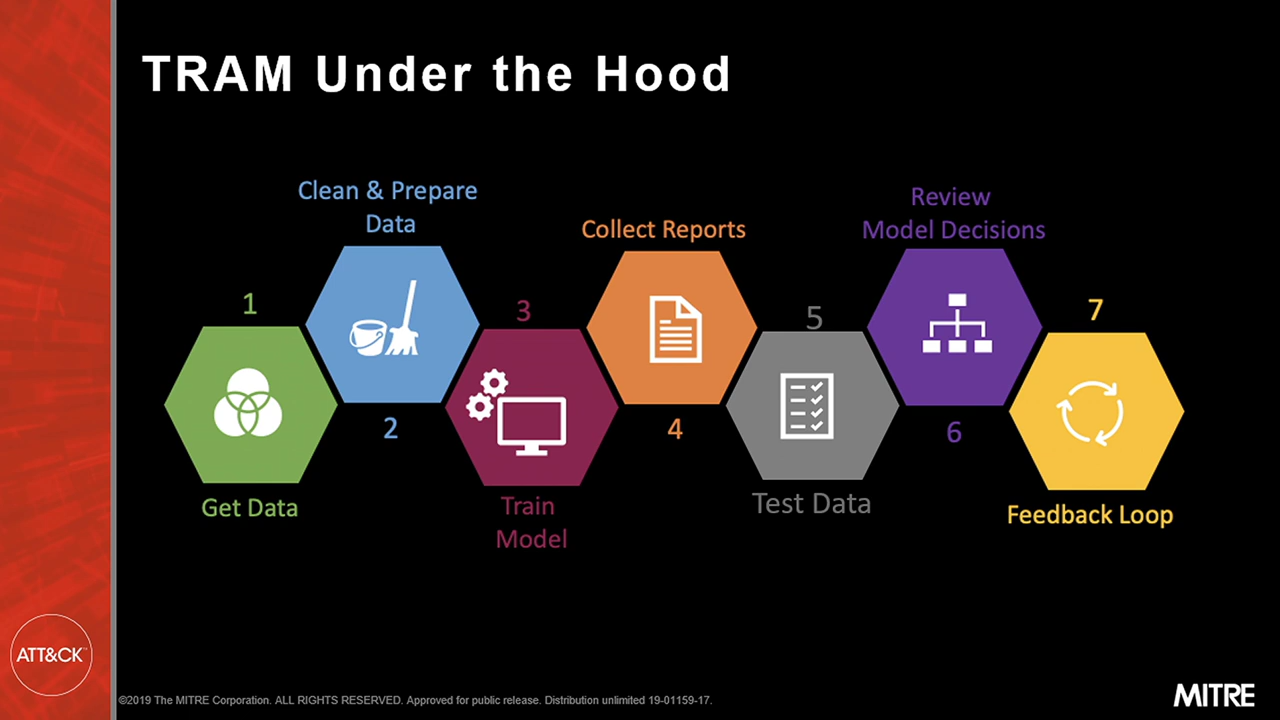 TRAM Under the Hood
1
Get Data
Clean & Prepare
Data
2
3
Train
Model
Collect Reports
4
5
Test Data
Review
Model Decisions
6
7
Feedback Loop
ATT&CK™
©2019 The MITRE Corporation. ALL RIGHTS RESERVED. Approved for public release. Distribution unlimited 19-01159-17.
MITRE